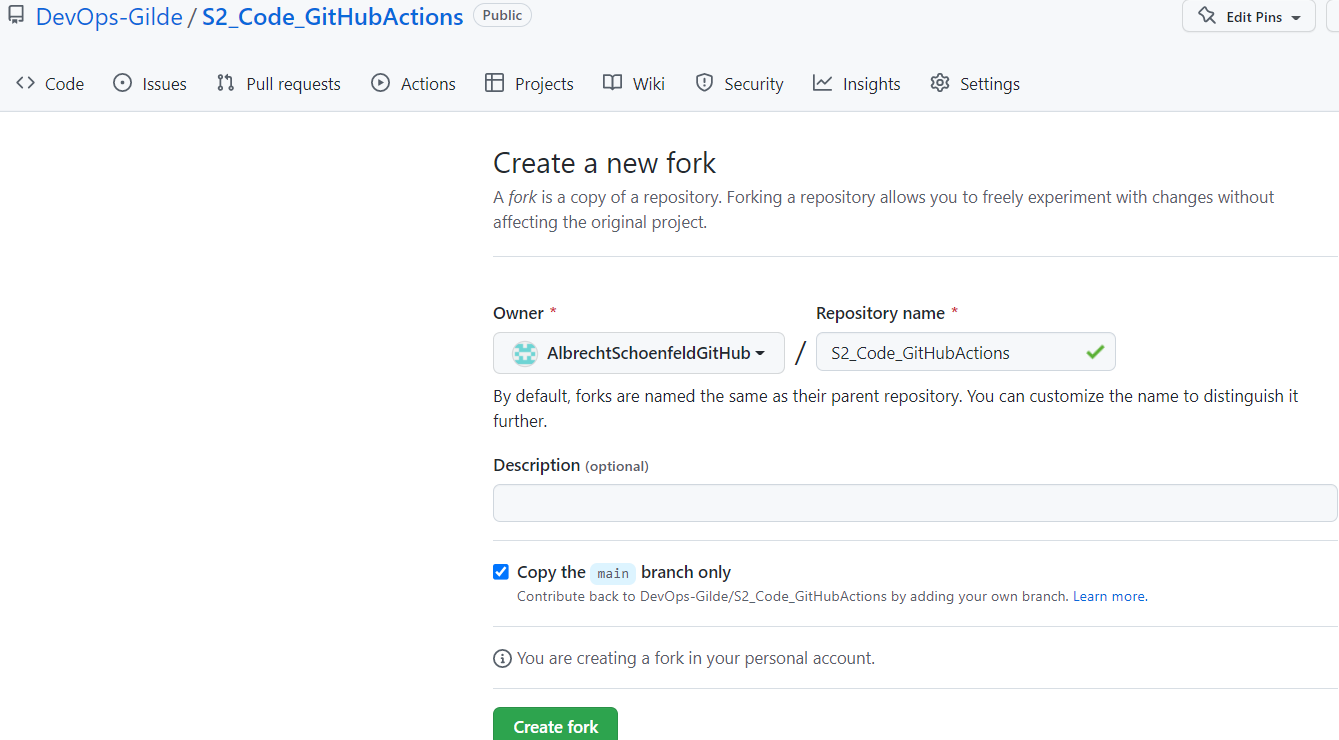 DevOps-Gilde / S2_Code_GitHubActions Public Edit Pins
Code Issues Pull requests Actions Projects Wiki Security Insights Settings
Create a new fork
A fork is a copy of a repository. Forking a repository allows you to freely experiment with changes without
affecting the original project.
Owner * Repository name *
AlbrechtSchoenfeldGitHub / S2_Code_GitHubActions
By default, forks are named the same as their parent repository. You can customize the name to distinguish it
further.
Description (optional)
Copy the main branch only
Contribute back to DevOps-Gilde/S2_Code_GitHubActions by adding your own branch. Learn more.
You are creating a fork in your personal account.
Create fork